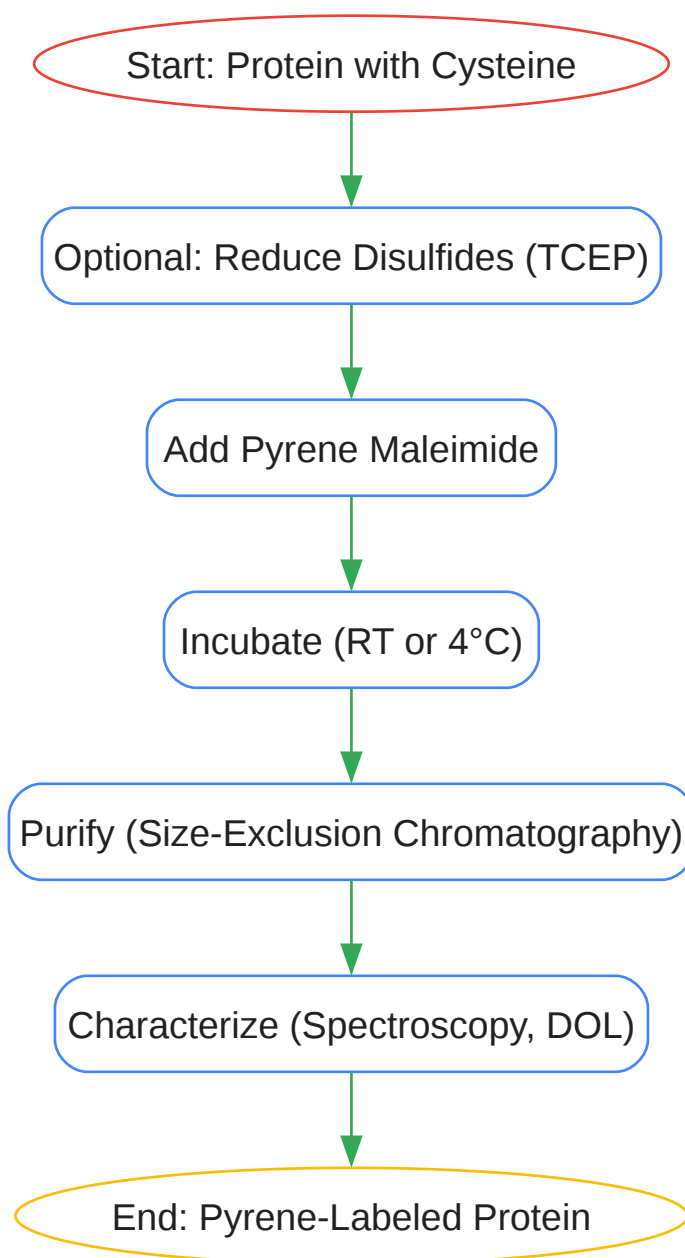 Start: Protein with Cysteine
Optional: Reduce Disulfides (TCEP)
Add Pyrene Maleimide
Incubate (RT or 4°C)
Purify (Size-Exclusion Chromatography)
Characterize (Spectroscopy, DOL)
End: Pyrene-Labeled Protein